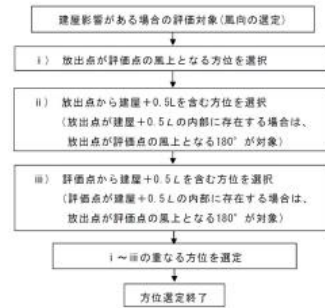 建屋影響がある場合の評価対象(風向の選定)
ⅰ) 放出点が評価点の風上となる方位を選択
ⅱ) 放出点から建屋+0.5Lを含む方位を選択
(放出点が建屋+0.5Lの内部に存在する場合は、
放出点が評価点の風上となる180°が対象)
ⅲ) 評価点から建屋+0.5Lを含む方位を選択
(評価点が建屋+0.5Lの内部に存在する場合は、
放出点が評価点の風上となる180°が対象)
ⅰ~ⅲの重なる方位を選定
方位選定終了